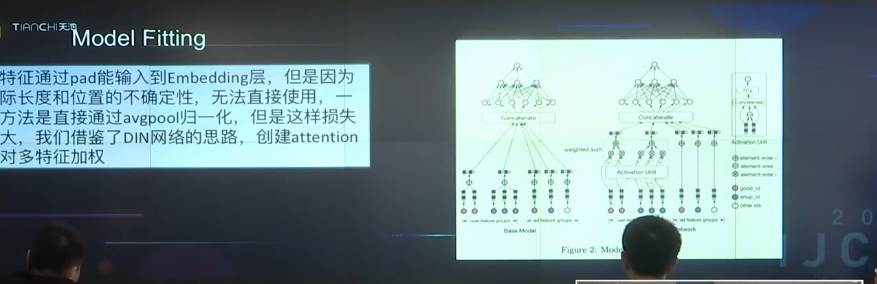 TIANCHI天池
Model Fitting
特征通过pad能输入到Embedding层，但是因为
际长度和位置的不确定性，无法直接使用，一
方法是直接通过avgpool归一化，但是这样损失
大，我们借鉴了DIN网络的思路，创建attention
对多特征加权
Concatenate
Concatenate
FCs
Concatenate
Activation Unit
weighted sum
Activation Unit
element-wise
element-wise
element-wise
good_id
shop_id
other ids
user feature groups
ad feature groups
ad feature groups
Base Model
Figure 2:
20
IJC